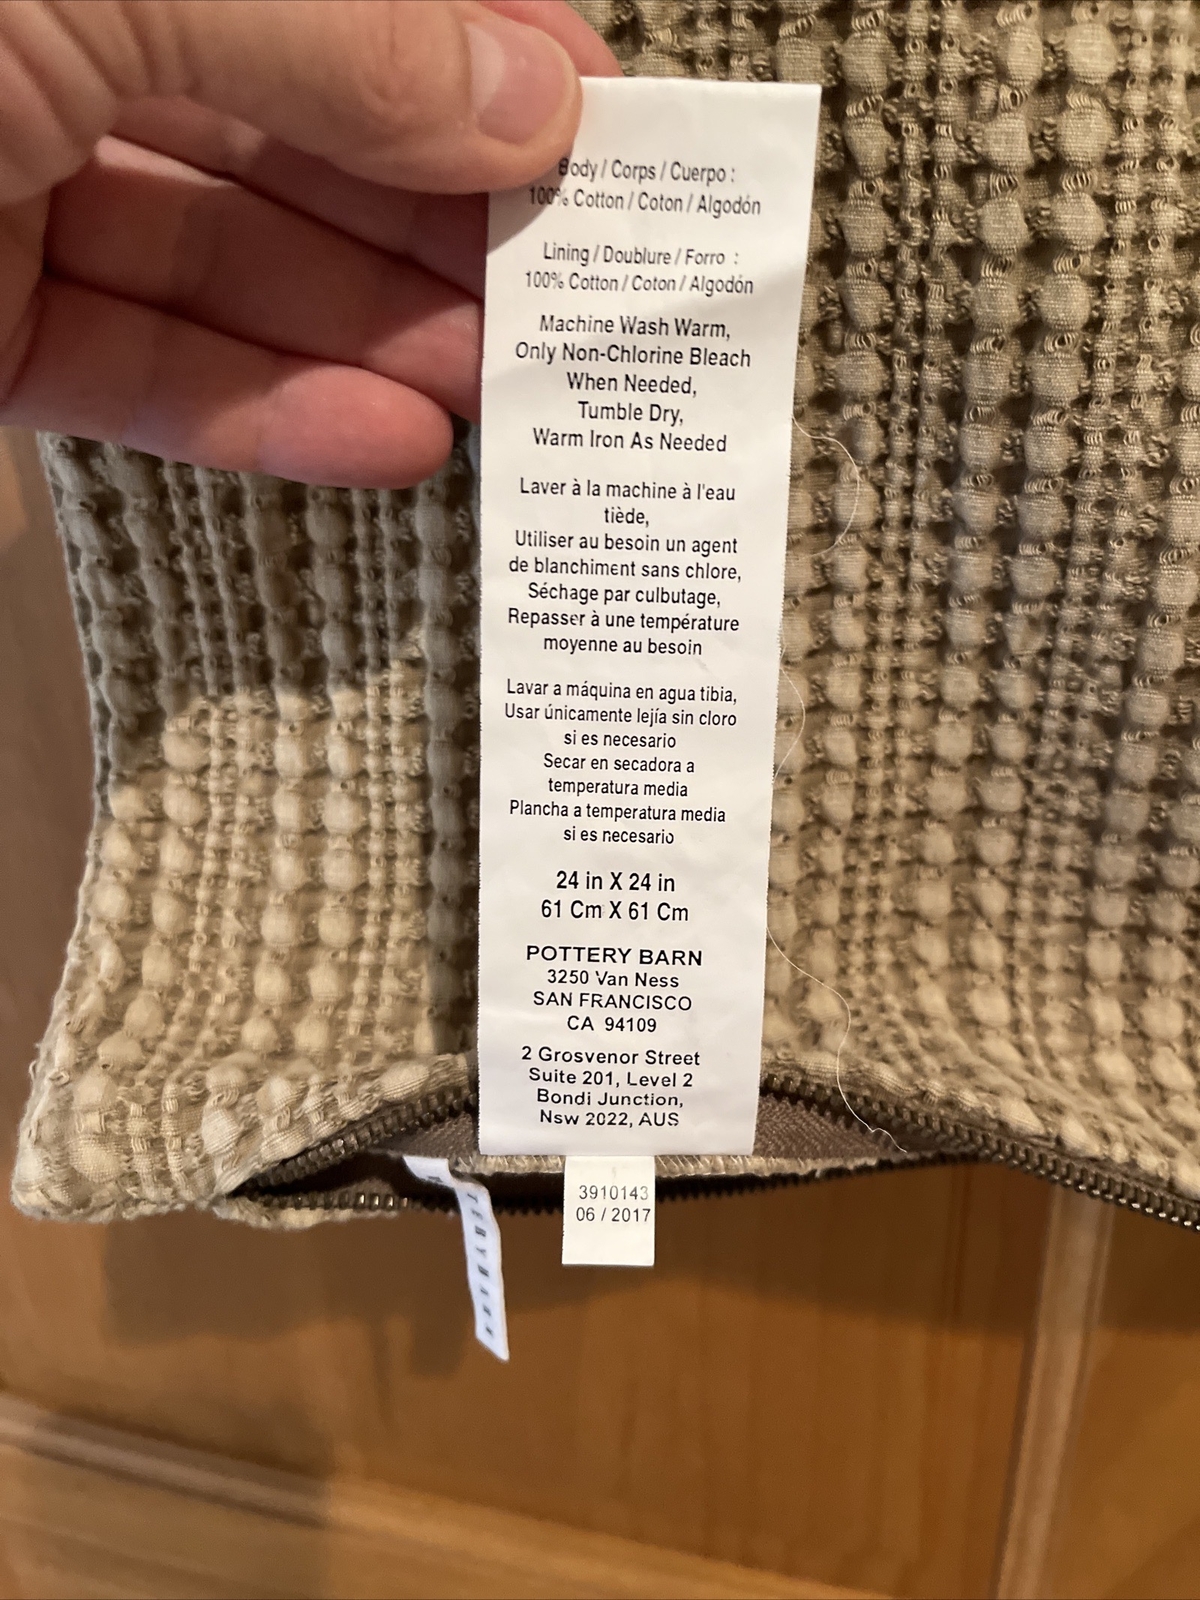 Body / Corps / Cuerpo :
100% Cotton / Coton / Algodón
Lining / Doublure / Forro :
100% Cotton / Coton / Algodón
Machine Wash Warm,
Only Non-Chlorine Bleach
When Needed,
Tumble Dry,
Warm Iron As Needed
Laver à la machine à l'eau
tiède,
Utiliser au besoin un agent
de blanchiment sans chlore,
Séchage par culbutage,
Repasser à une température
moyenne au besoin
Lavar a máquina en agua tibia,
Usar únicamente lejía sin cloro
si es necesario
Secar en secadora a
temperatura media
Plancha a temperatura media
si es necesario
24 in X 24 in
61 Cm X 61 Cm
POTTERY BARN
3250 Van Ness
SAN FRANCISCO
CA 94109
2 Grosvenor Street
Suite 201, Level 2
Bondi Junction,
Nsw 2022, AUS
3910143
06 / 2017